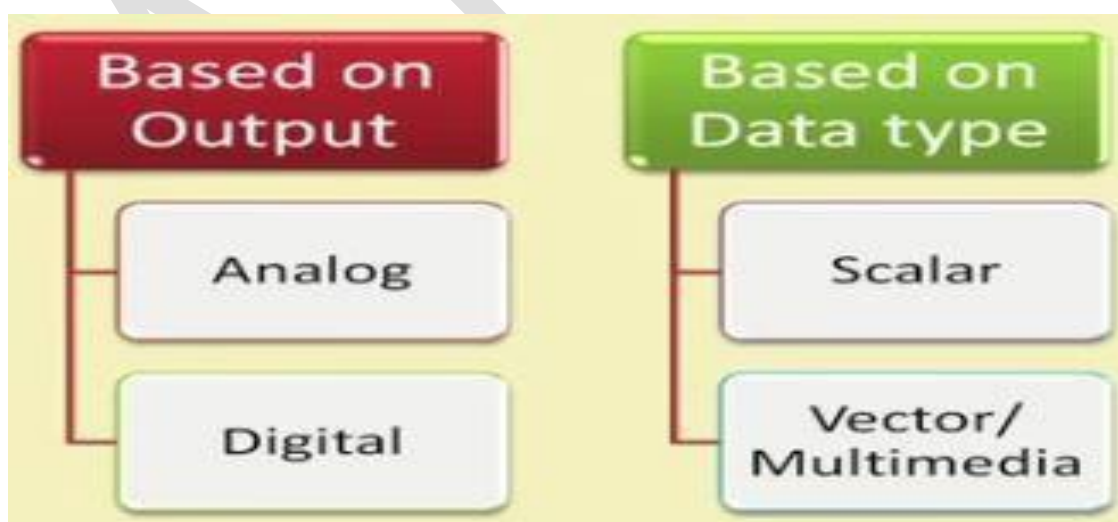 Based on
Output
Analog
Digital
Based on
Data type
Scalar
Vector/
Multimedia